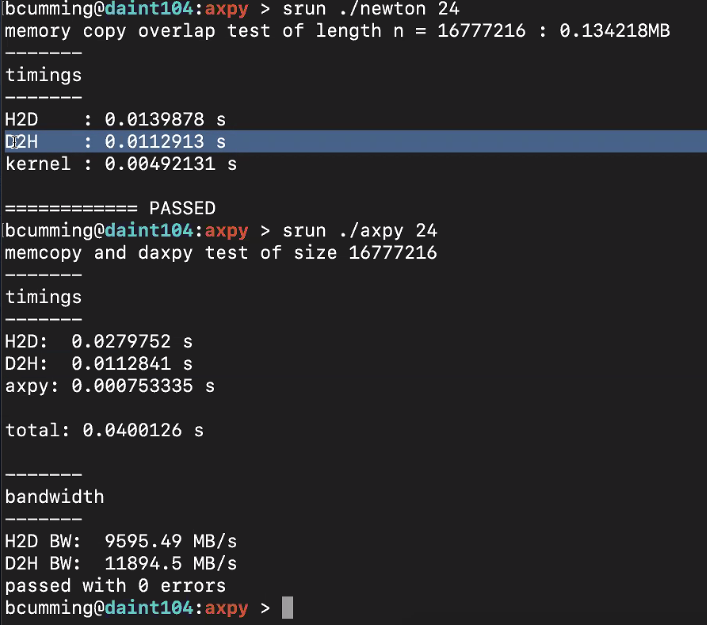 bcumming@daint104:axpy > srun ./newton 24
memory copy overlap test of length n = 16777216 : 0.134218MB
-------
timings
-------
H2D    : 0.0139878 s
D2H    : 0.0112913 s
kernel : 0.00492131 s
============ PASSED
bcumming@daint104:axpy > srun ./axpy 24
memcopy and daxpy test of size 16777216
-------
timings
-------
H2D:  0.0279752 s
D2H:  0.0112841 s
axpy: 0.000753335 s
total: 0.0400126 s
-------
bandwidth
-------
H2D BW:  9595.49 MB/s
D2H BW:  11894.5 MB/s
passed with 0 errors
bcumming@daint104:axpy >